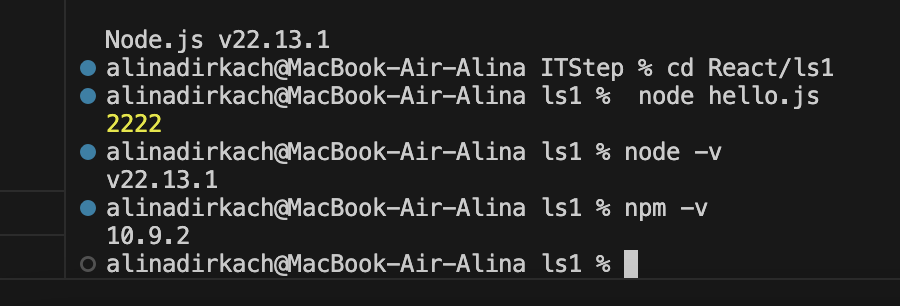 Node.js v22.13.1
alinadirkach@MacBook-Air-Alina ITStep % cd React/ls1
alinadirkach@MacBook-Air-Alina ls1 %  node hello.js
2222
alinadirkach@MacBook-Air-Alina ls1 % node -v
v22.13.1
alinadirkach@MacBook-Air-Alina ls1 % npm -v
10.9.2
alinadirkach@MacBook-Air-Alina ls1 %